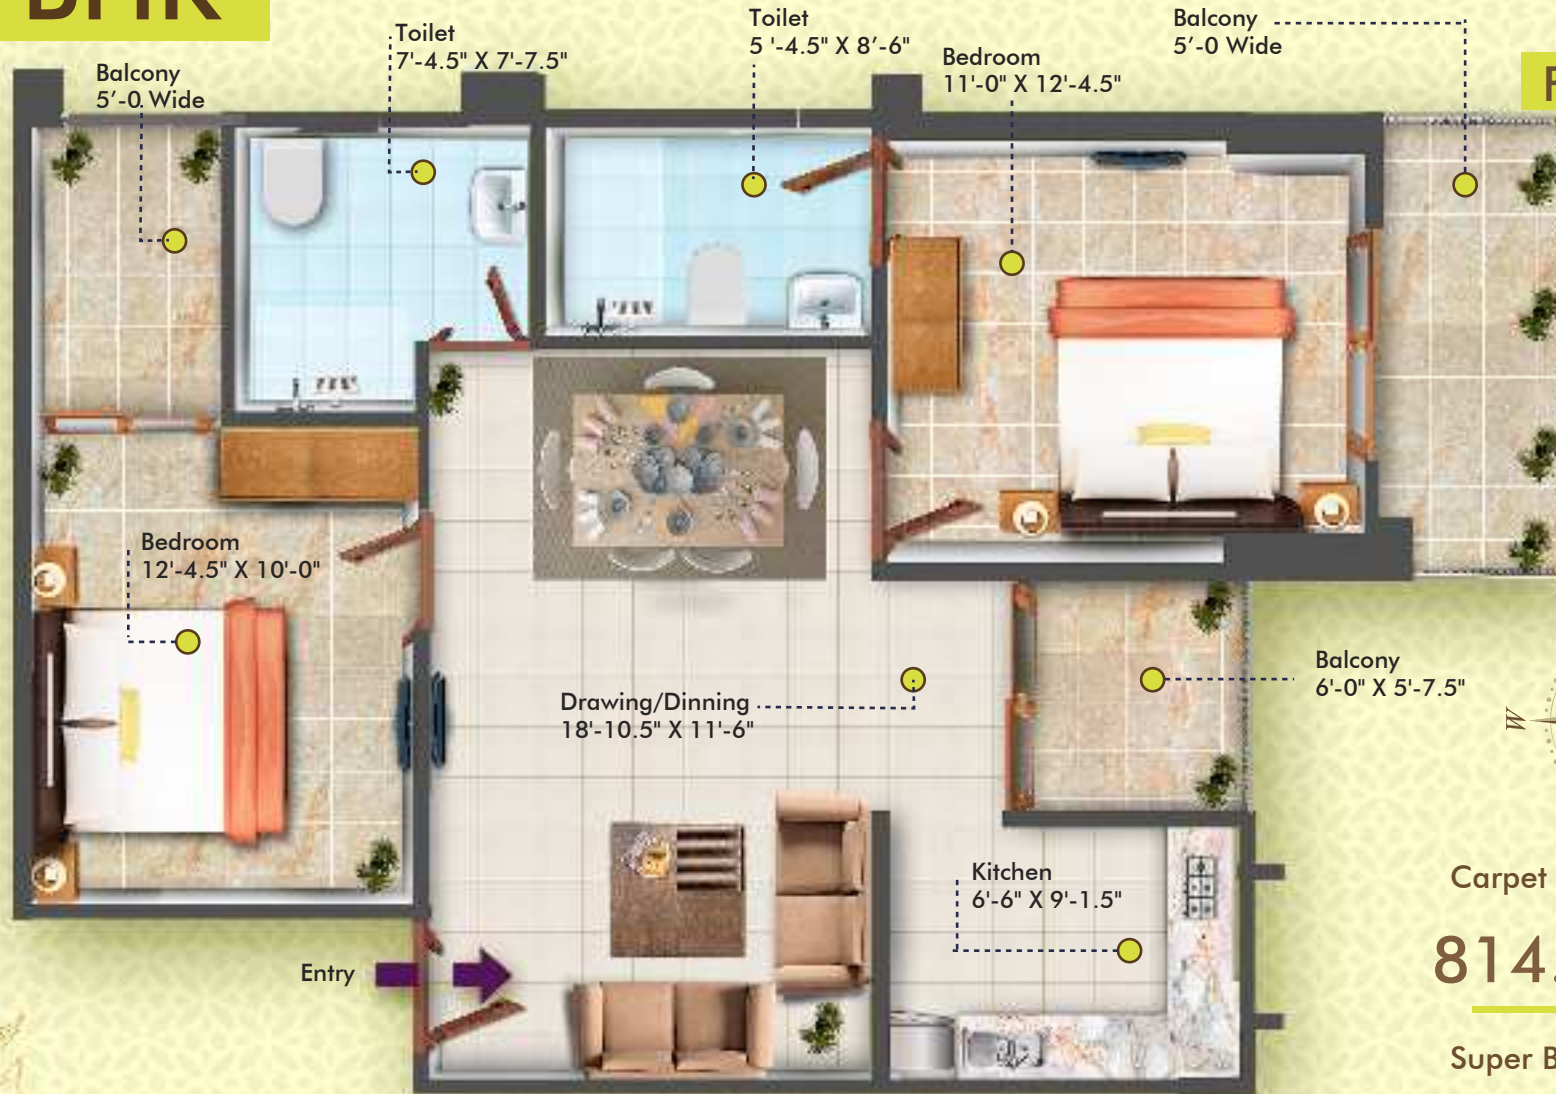 BHK
Toilet
7'-4.5" X 7'-7.5"
Toilet
5 '-4.5" X 8’-6"
Balcony
5’-0 Wide
Balcony
5’-0 Wide
Bedroom
11'-0" X 12'-4.5"
Bedroom
12'-4.5" X 10'-0"
Balcony
6'-0" X 5'-7.5"
Drawing/Dinning
18'-10.5" X 11'-6"
W
Kitchen
6'-6" X 9'-1.5"
Carpet
814.
Entry
Super B